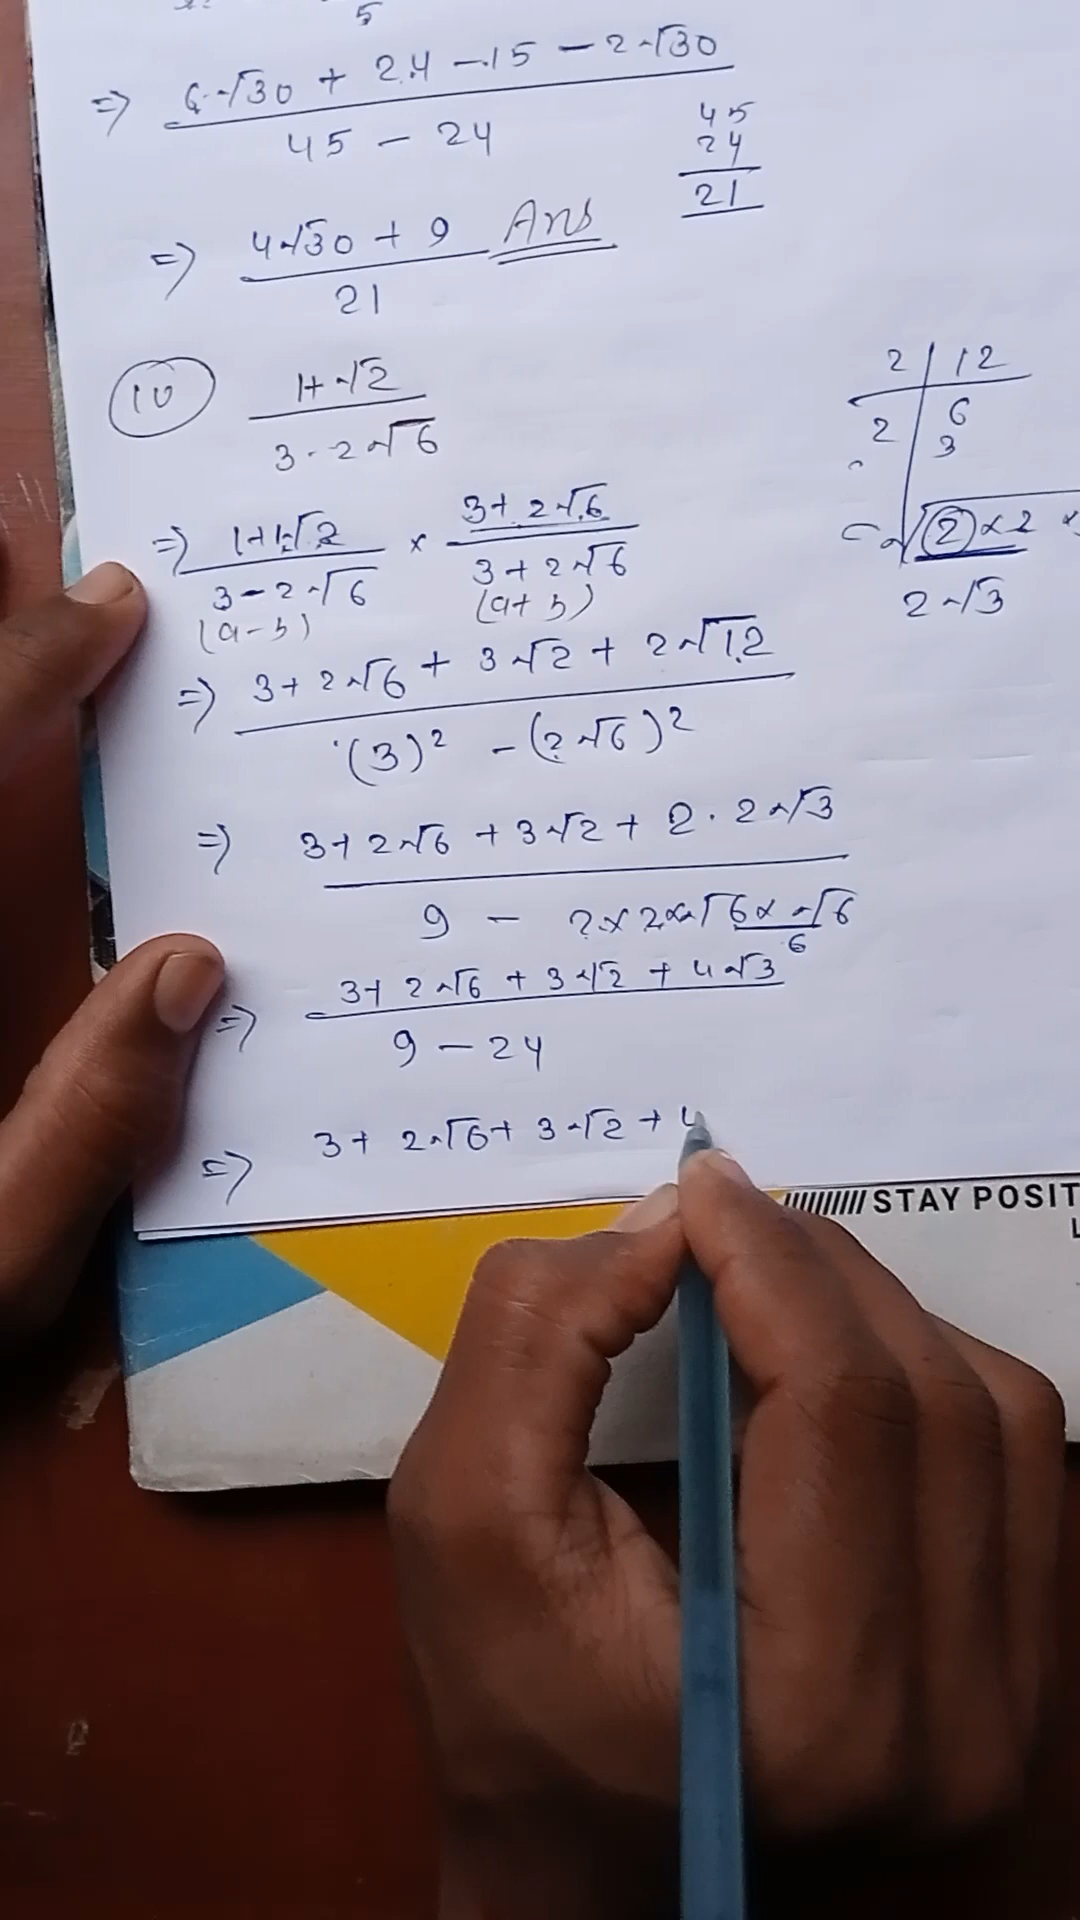 5
=> 6√30 + 24 - 15 - 2√30
45 - 24
45
24
21
=> 4√30 + 9 Ans
21
(iv) 1+√2
3-2√6
2 | 12
2 | 6
3
√2×2
2√3
=> 1+√2 × 3+2√6
3-2√6 3+2√6
(a-b) (a+b)
=> 3+2√6 + 3√2 + 2√12
(3)² - (2√6)²
=> 3+2√6 + 3√2 + 2·2√3
9 - 2×2×√6×√6
6
=> 3+2√6 + 3√2 + 4√3
9 - 24
=> 3+ 2√6+ 3√2 + 4
STAY POSIT
L